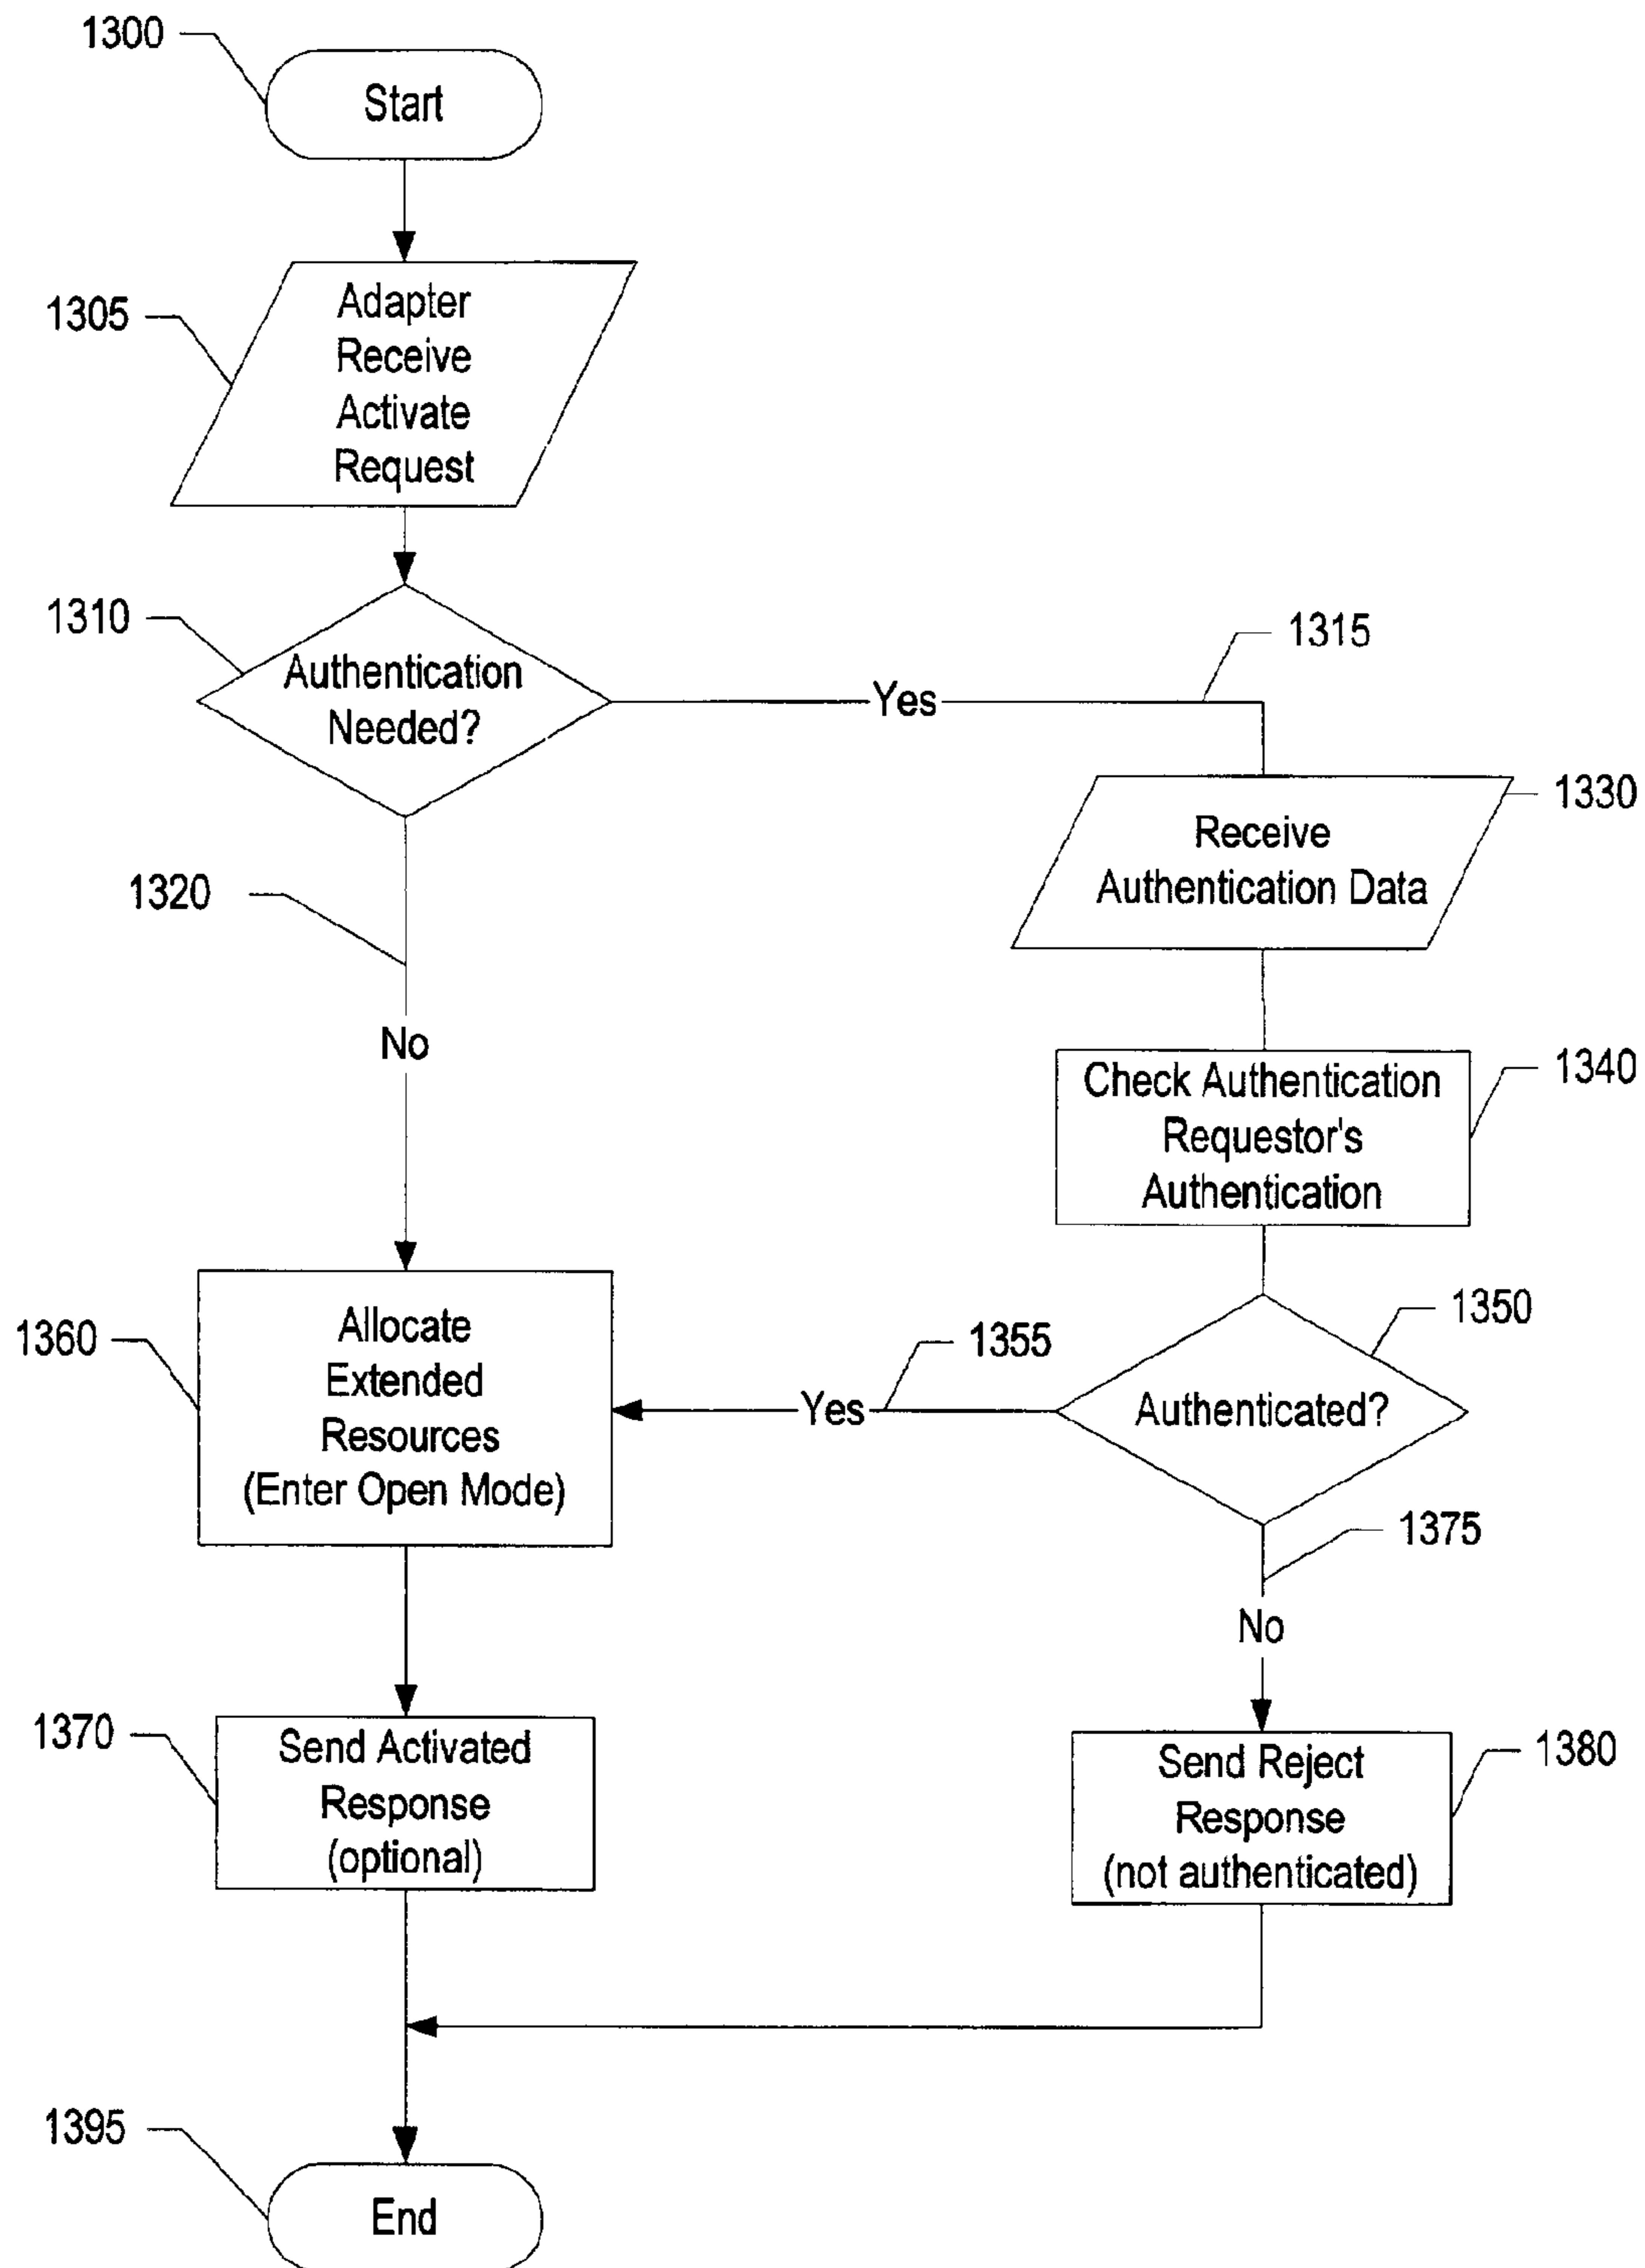 1300
Start
1305
Adapter
Receive
Activate
Request
1310
Authentication
Needed?
Yes
1315
1320
No
1330
Receive
Authentication Data
1340
Check Authentication
Requestor's
Authentication
1350
Authenticated?
1355
Yes
1360
Allocate
Extended
Resources
(Enter Open Mode)
1375
No
1370
Send Activated
Response
(optional)
1380
Send Reject
Response
(not authenticated)
1395
End